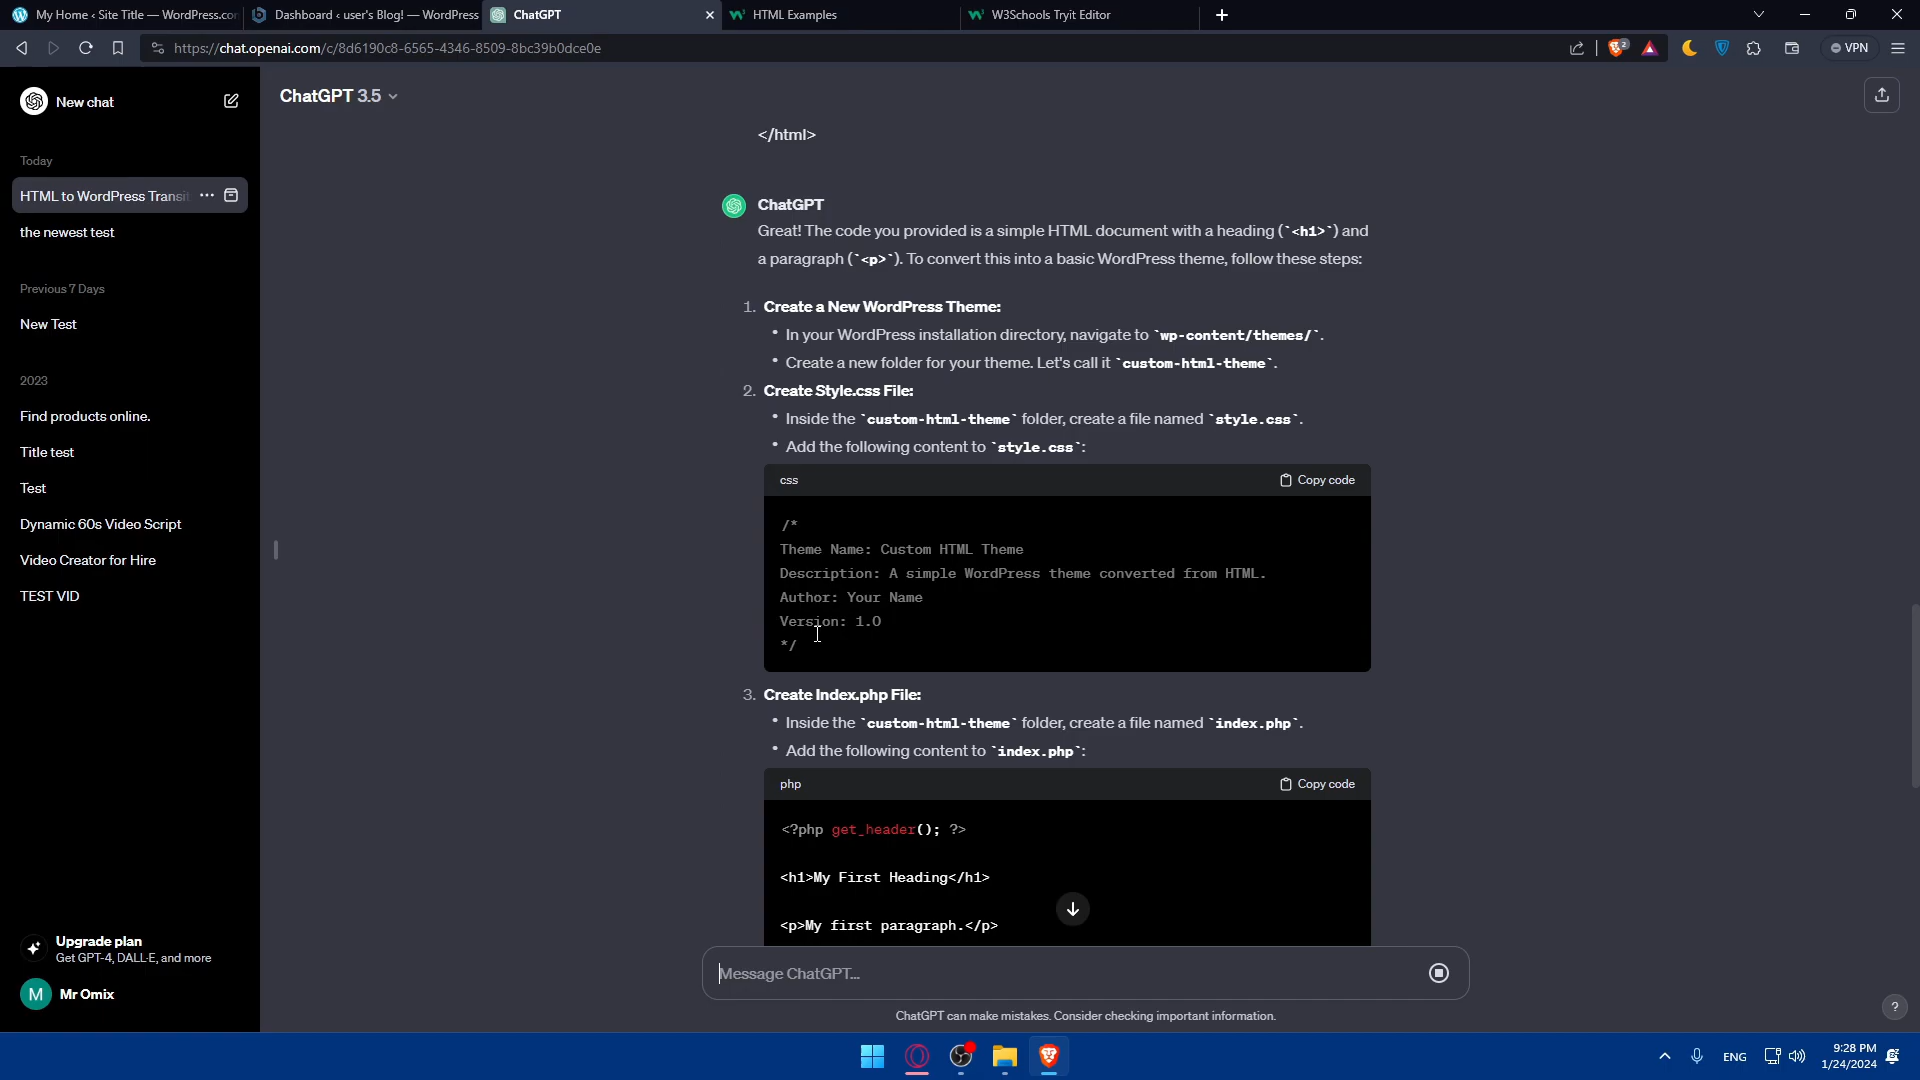 My Home ‹ Site Title — WordPress.con
Dashboard ‹ user's Blog! — WordPress
ChatGPT
HTML Examples
W3Schools Tryit Editor
https://chat.openai.com/c/8d6190c8-6565-4346-8509-8bc39b0dce0e
2
VPN
New chat
Today
HTML to WordPress Transit
the newest test
Previous 7 Days
New Test
2023
Find products online.
Title test
Test
Dynamic 60s Video Script
Video Creator for Hire
TEST VID
Upgrade plan
Get GPT-4, DALL·E, and more
M
Mr Omix
ChatGPT 3.5
</html>
ChatGPT
Great! The code you provided is a simple HTML document with a heading (`<h1>`) and
a paragraph (`<p>`). To convert this into a basic WordPress theme, follow these steps:
1. Create a New WordPress Theme:
• In your WordPress installation directory, navigate to `wp-content/themes/`.
• Create a new folder for your theme. Let's call it `custom-html-theme`.
2. Create Style.css File:
• Inside the `custom-html-theme` folder, create a file named `style.css`.
• Add the following content to `style.css`:
css
Copy code
/*
Theme Name: Custom HTML Theme
Description: A simple WordPress theme converted from HTML.
Author: Your Name
Version: 1.0
*/
3. Create Index.php File:
• Inside the `custom-html-theme` folder, create a file named `index.php`.
• Add the following content to `index.php`:
php
Copy code
<?php get_header(); ?>
<h1>My First Heading</h1>
<p>My first paragraph.</p>
Message ChatGPT...
ChatGPT can make mistakes. Consider checking important information.
?
ENG
9:28 PM
1/24/2024